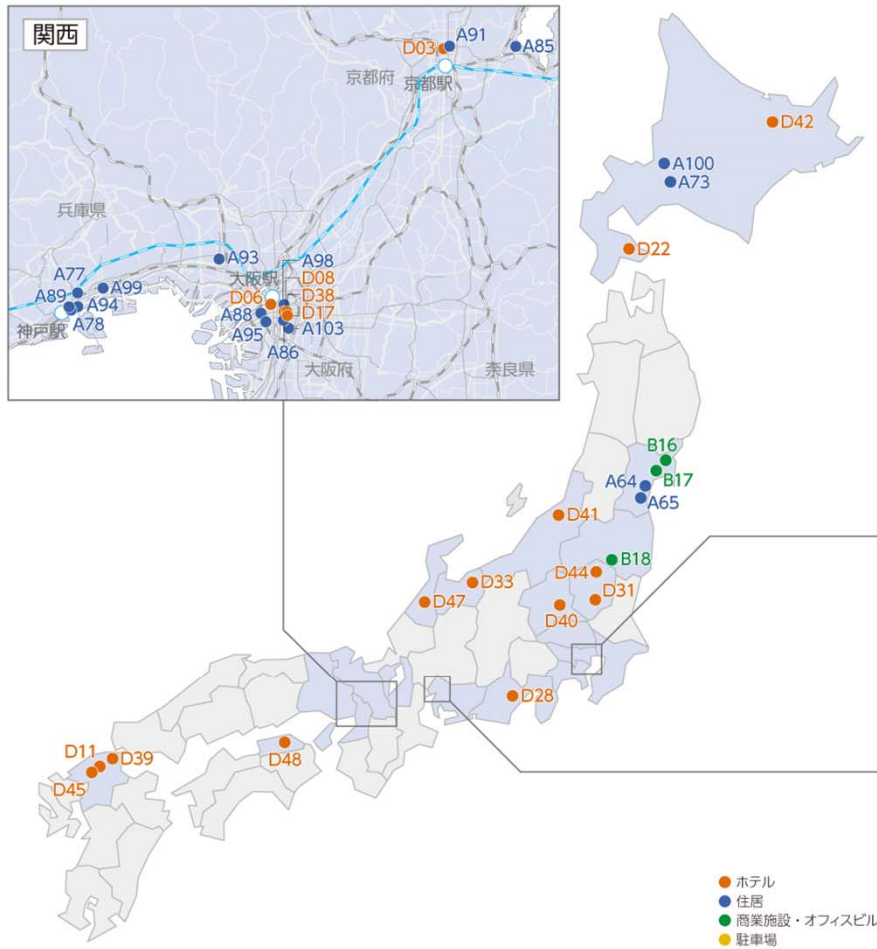 関西
D03
A91
A85
京都府
京都駅
兵庫県
A93
A98
大阪駅
D08
A77
A99
D06
D38
A89
A94
A88
D17
神戸駅
A78
A95
A103
A86
大阪府
奈良県
D42
A100
A73
D22
B16
B17
A64
A65
D41
B18
D44
D33
D31
D47
D40
D28
D11
D39
D48
D45
ホテル
住居
商業施設・オフィスビル
駐車場